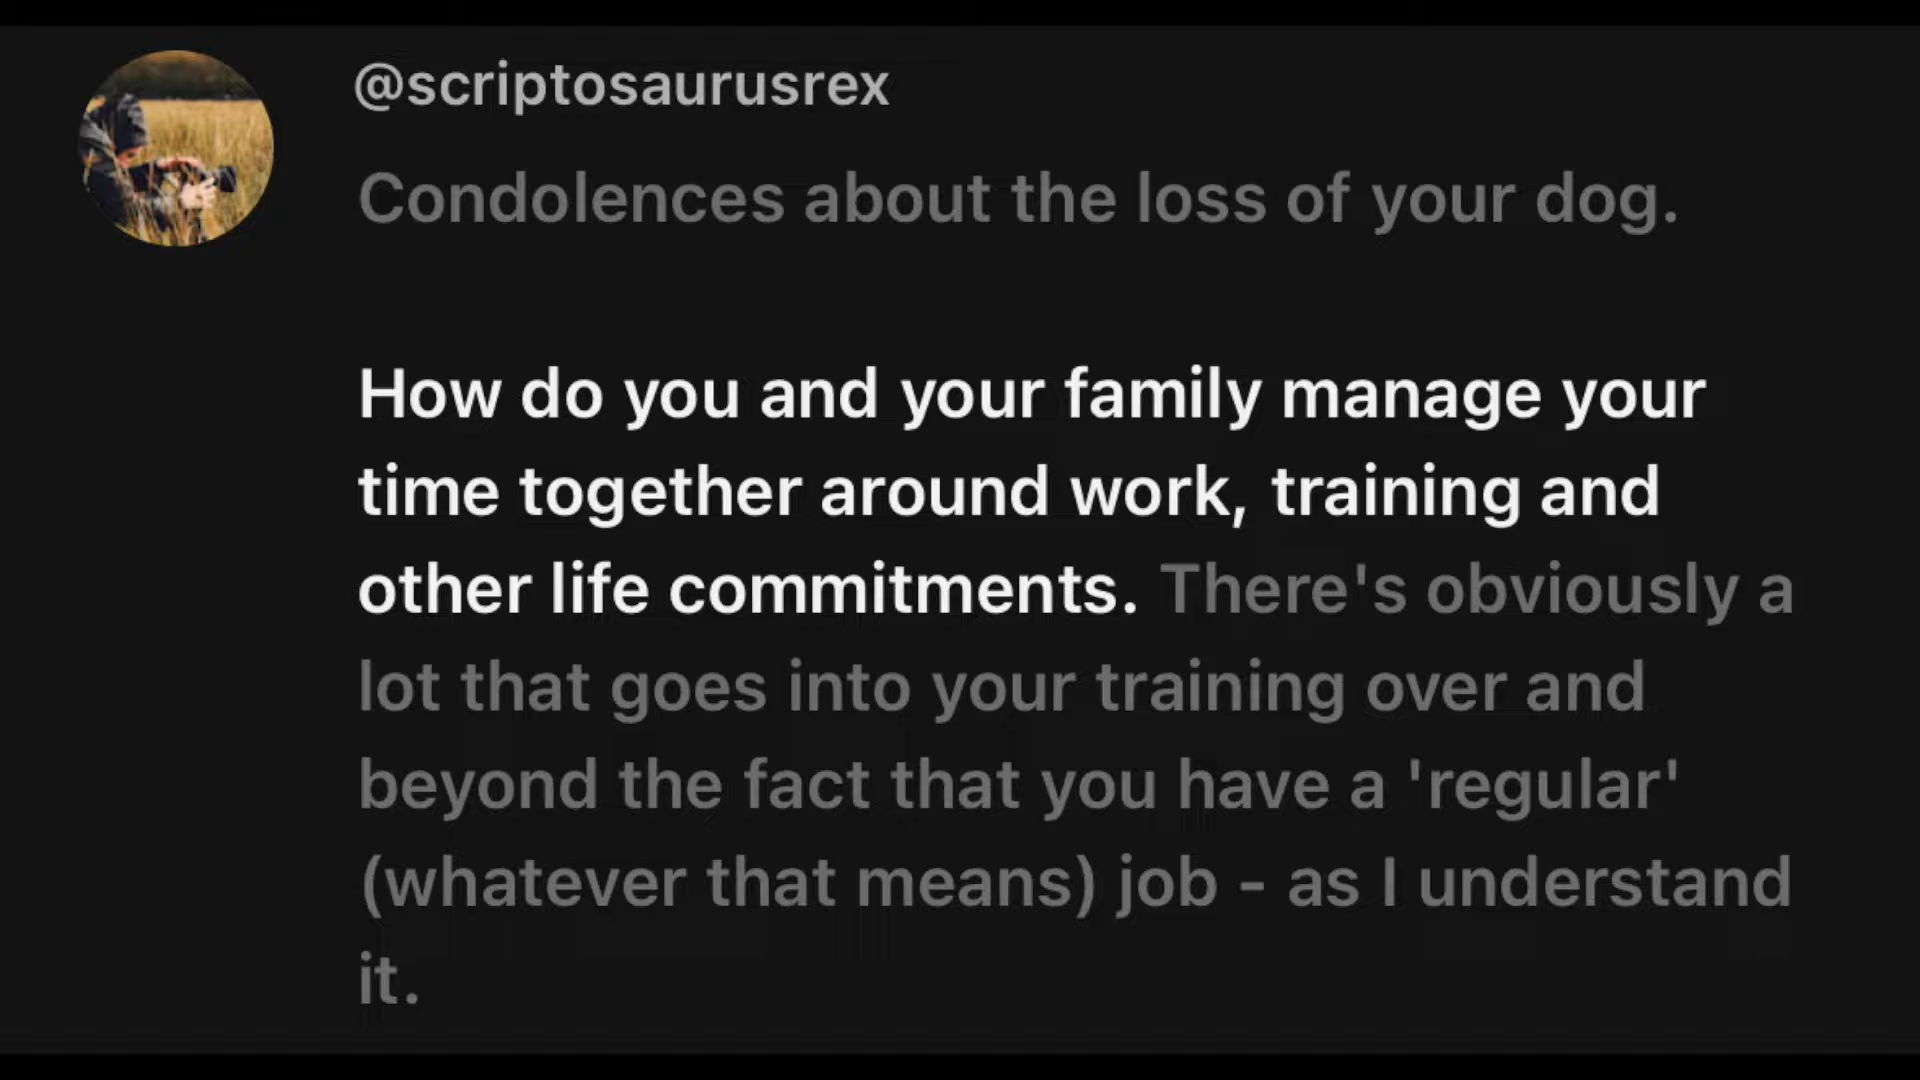 @scriptosaurusrex
Condolences about the loss of your dog.
How do you and your family manage your
time together around work, training and
other life commitments. There's obviously a
lot that goes into your training over and
beyond the fact that you have a 'regular'
(whatever that means) job - as I understand
it.